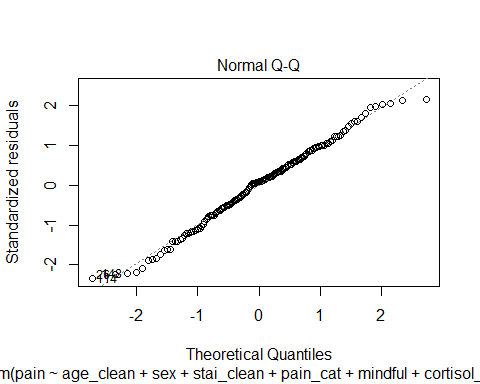 Normal Q-Q
Standardized residuals
2
1
0
-1
-2
114
-2
-1
0
1
2
Theoretical Quantiles
m(pain ~ age_clean + sex + stai_clean + pain_cat + mindful + cortisol_